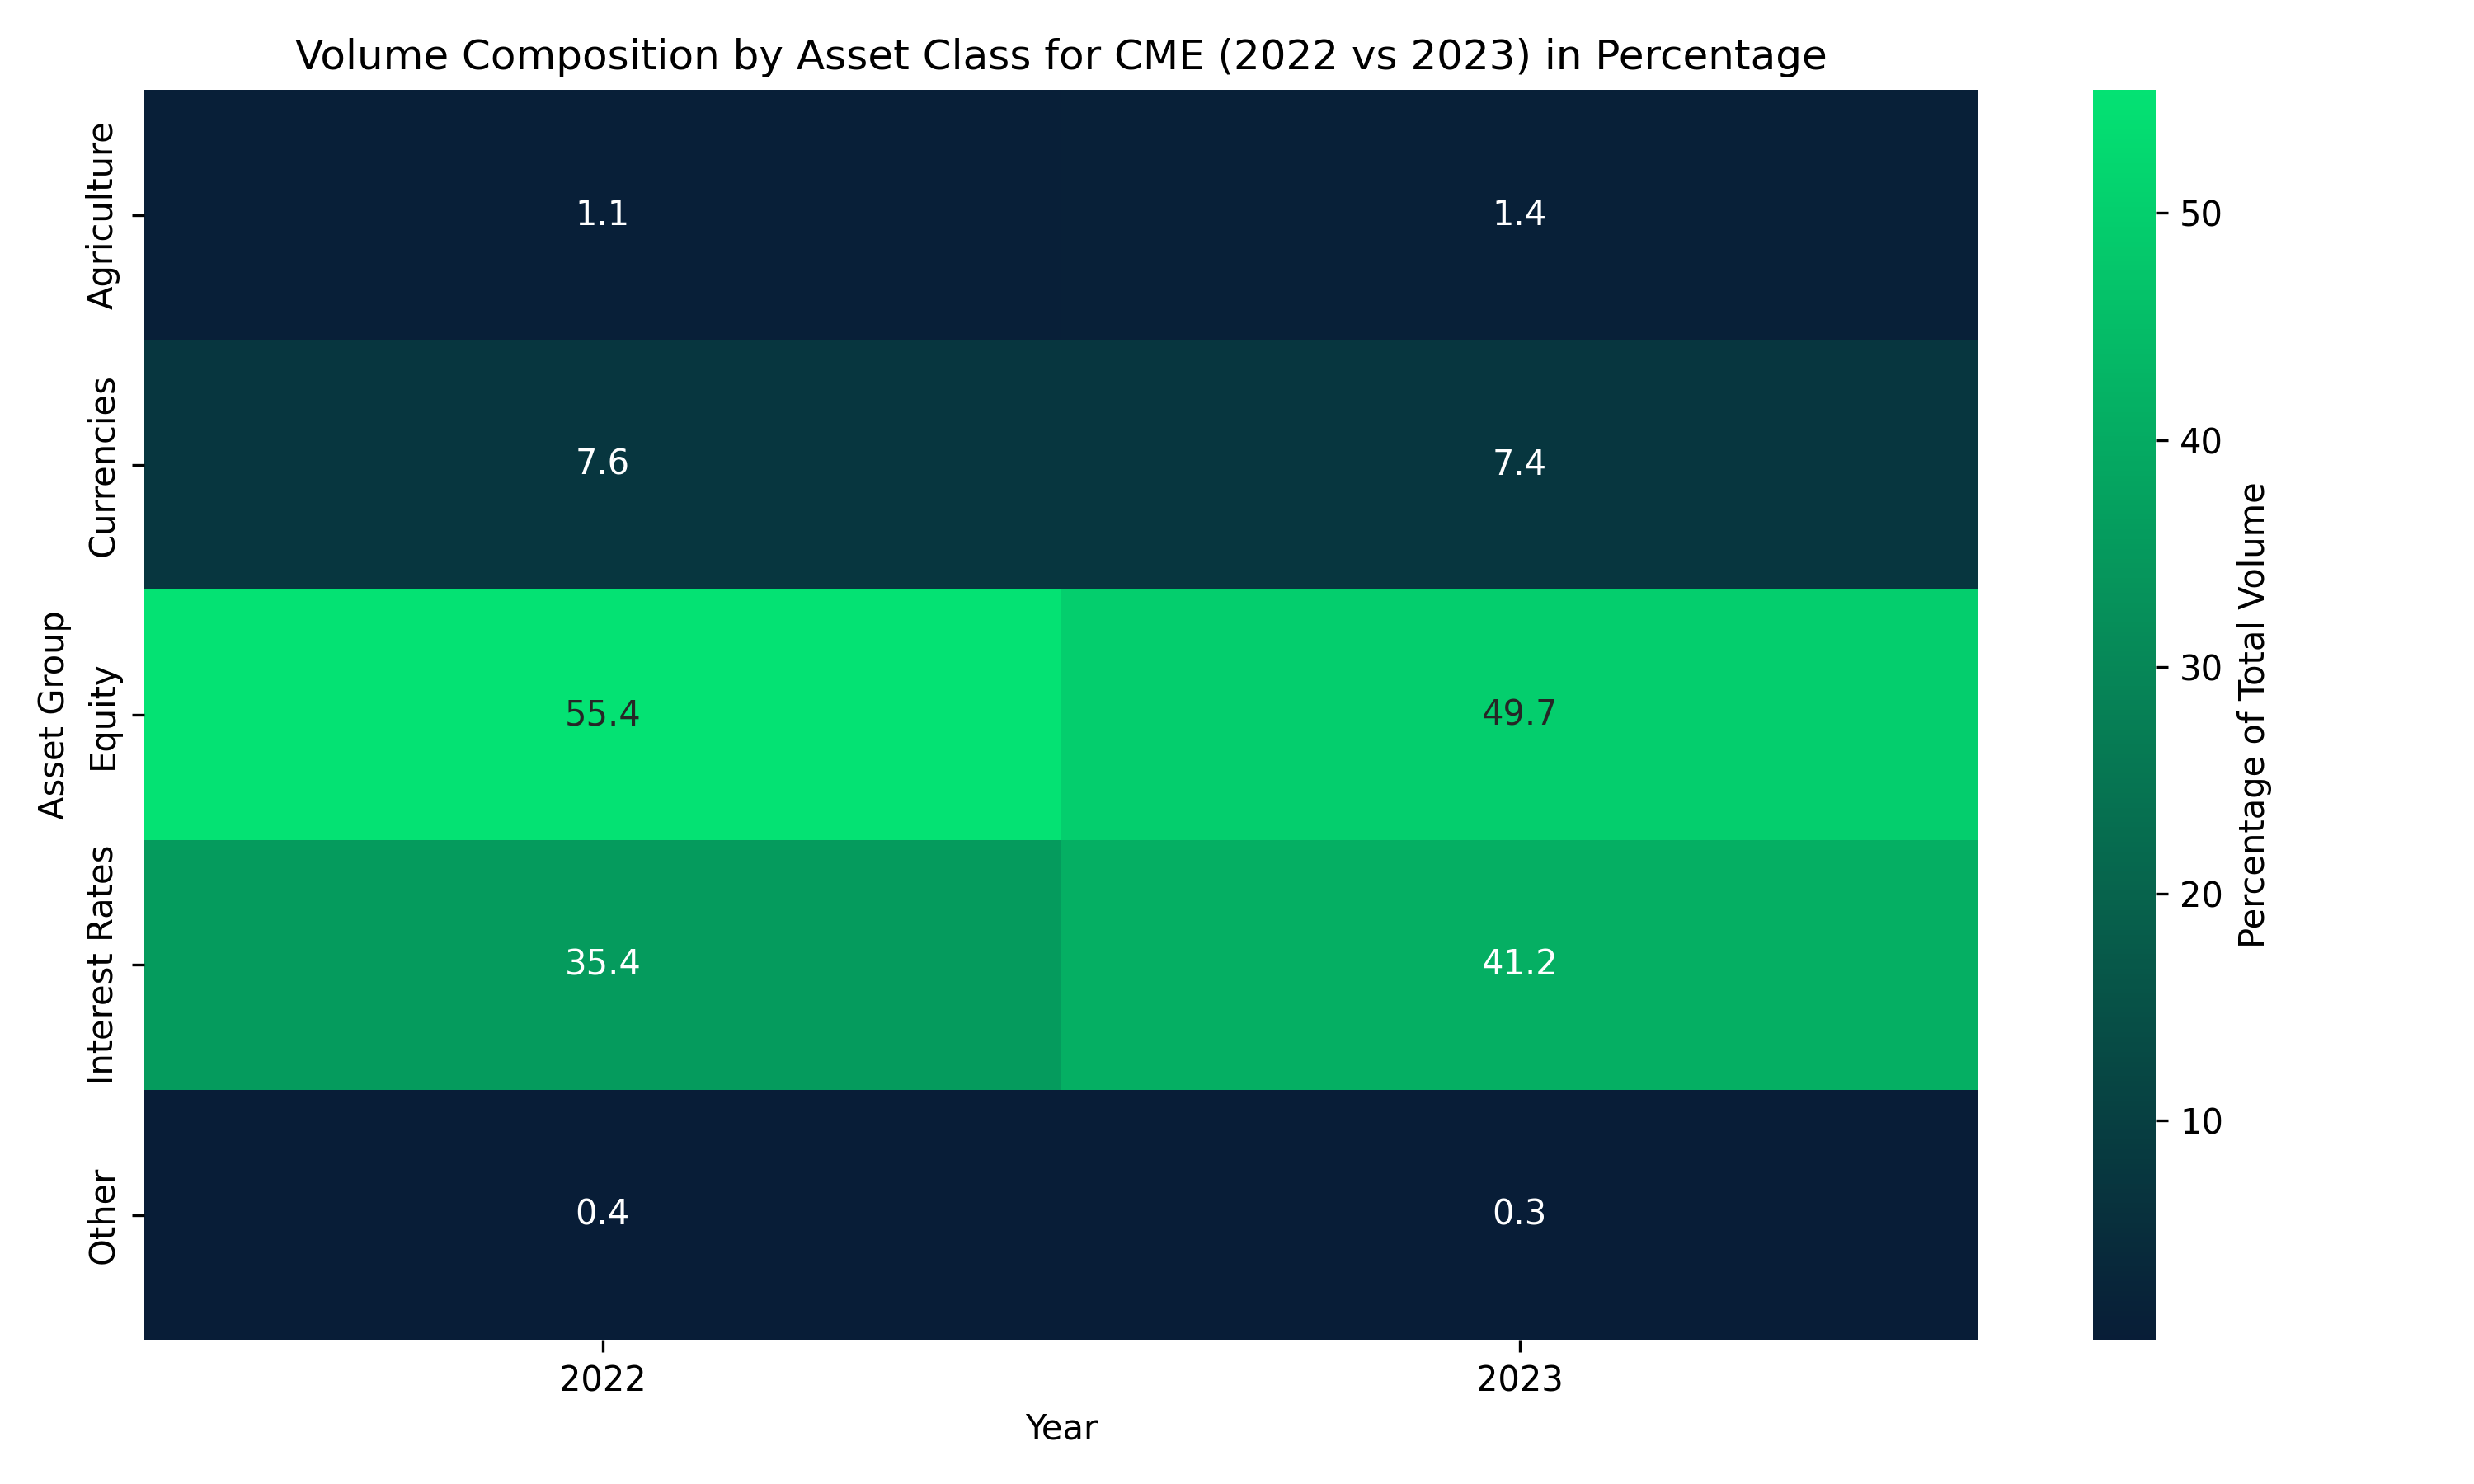 Volume Composition by Asset Class for CME (2022 vs 2023) in Percentage
Asset Group
Agriculture
1.1
1.4
Currencies
7.6
7.4
Equity
55.4
49.7
Interest Rates
35.4
41.2
Other
0.4
0.3
2022
2023
Year
50
40
30
20
10
Percentage of Total Volume